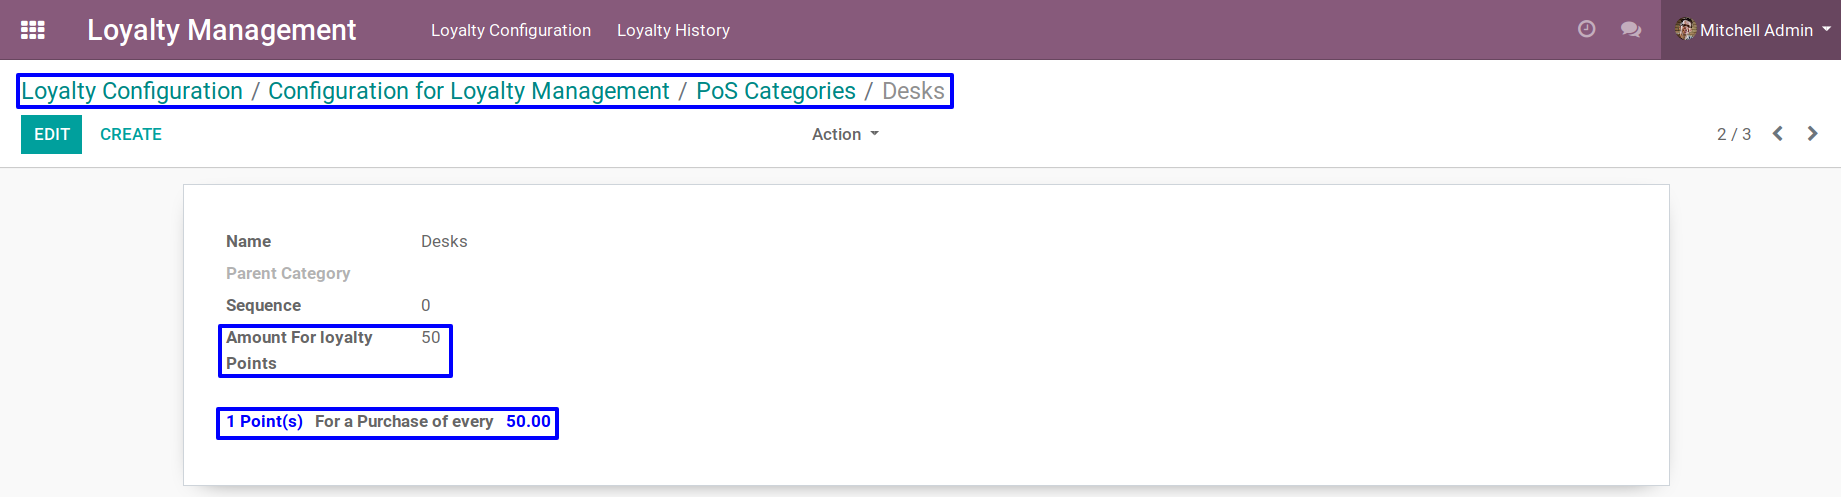 Loyalty Management Loyalty Configuration Loyalty History Mitchell Admin
Loyalty Configuration / Configuration for Loyalty Management / PoS Categories / Desks
EDIT CREATE Action 2 / 3
Name Desks
Parent Category
Sequence 0
Amount For loyalty 50
Points
1 Point(s) For a Purchase of every 50.00